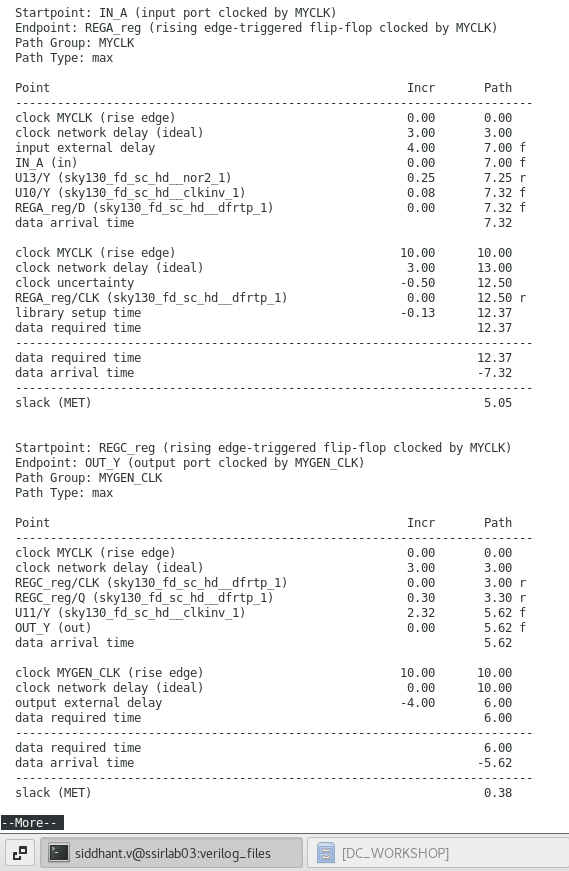 Startpoint: IN_A (input port clocked by MYCLK)
Endpoint: REGA_reg (rising edge-triggered flip-flop clocked by MYCLK)
Path Group: MYCLK
Path Type: max
Point Incr Path
--------------------------------------------------------------------------
clock MYCLK (rise edge) 0.00 0.00
clock network delay (ideal) 3.00 3.00
input external delay 4.00 7.00 f
IN_A (in) 0.00 7.00 f
U13/Y (sky130_fd_sc_hd__nor2_1) 0.25 7.25 r
U10/Y (sky130_fd_sc_hd__clkinv_1) 0.08 7.32 f
REGA_reg/D (sky130_fd_sc_hd__dfrtp_1) 0.00 7.32 f
data arrival time 7.32
clock MYCLK (rise edge) 10.00 10.00
clock network delay (ideal) 3.00 13.00
clock uncertainty -0.50 12.50
REGA_reg/CLK (sky130_fd_sc_hd__dfrtp_1) 0.00 12.50 r
library setup time -0.13 12.37
data required time 12.37
--------------------------------------------------------------------------
data required time 12.37
data arrival time -7.32
--------------------------------------------------------------------------
slack (MET) 5.05
Startpoint: REGC_reg (rising edge-triggered flip-flop clocked by MYCLK)
Endpoint: OUT_Y (output port clocked by MYGEN_CLK)
Path Group: MYGEN_CLK
Path Type: max
Point Incr Path
--------------------------------------------------------------------------
clock MYCLK (rise edge) 0.00 0.00
clock network delay (ideal) 3.00 3.00
REGC_reg/CLK (sky130_fd_sc_hd__dfrtp_1) 0.00 3.00 r
REGC_reg/Q (sky130_fd_sc_hd__dfrtp_1) 0.30 3.30 r
U11/Y (sky130_fd_sc_hd__clkinv_1) 2.32 5.62 f
OUT_Y (out) 0.00 5.62 f
data arrival time 5.62
clock MYGEN_CLK (rise edge) 10.00 10.00
clock network delay (ideal) 0.00 10.00
output external delay -4.00 6.00
data required time 6.00
--------------------------------------------------------------------------
data required time 6.00
data arrival time -5.62
--------------------------------------------------------------------------
slack (MET) 0.38
--More--
siddhant.v@ssirlab03:verilog_files [DC_WORKSHOP]